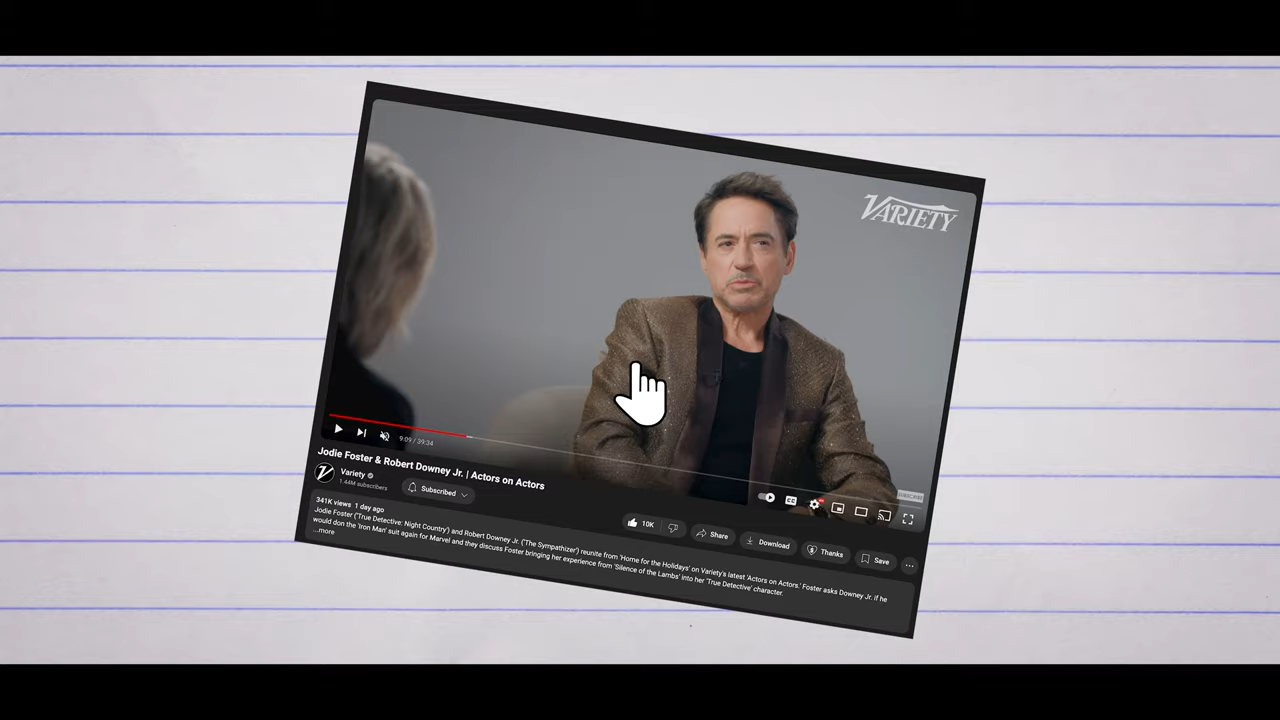 VARIETY
9:09 / 39:34
SUBSCRIBE
Jodie Foster & Robert Downey Jr. | Actors on Actors
Variety
1.44M subscribers
Subscribed
10K
Share
Download
Thanks
Save
341K views 1 day ago
Jodie Foster ('True Detective: Night Country') and Robert Downey Jr. ('The Sympathizer') reunite from 'Home for the Holidays' on Variety's latest 'Actors on Actors.' Foster asks Downey Jr. if he
would don the 'Iron Man' suit again for Marvel and they discuss Foster bringing her experience from 'Silence of the Lambs' into her 'True Detective' character.
...more